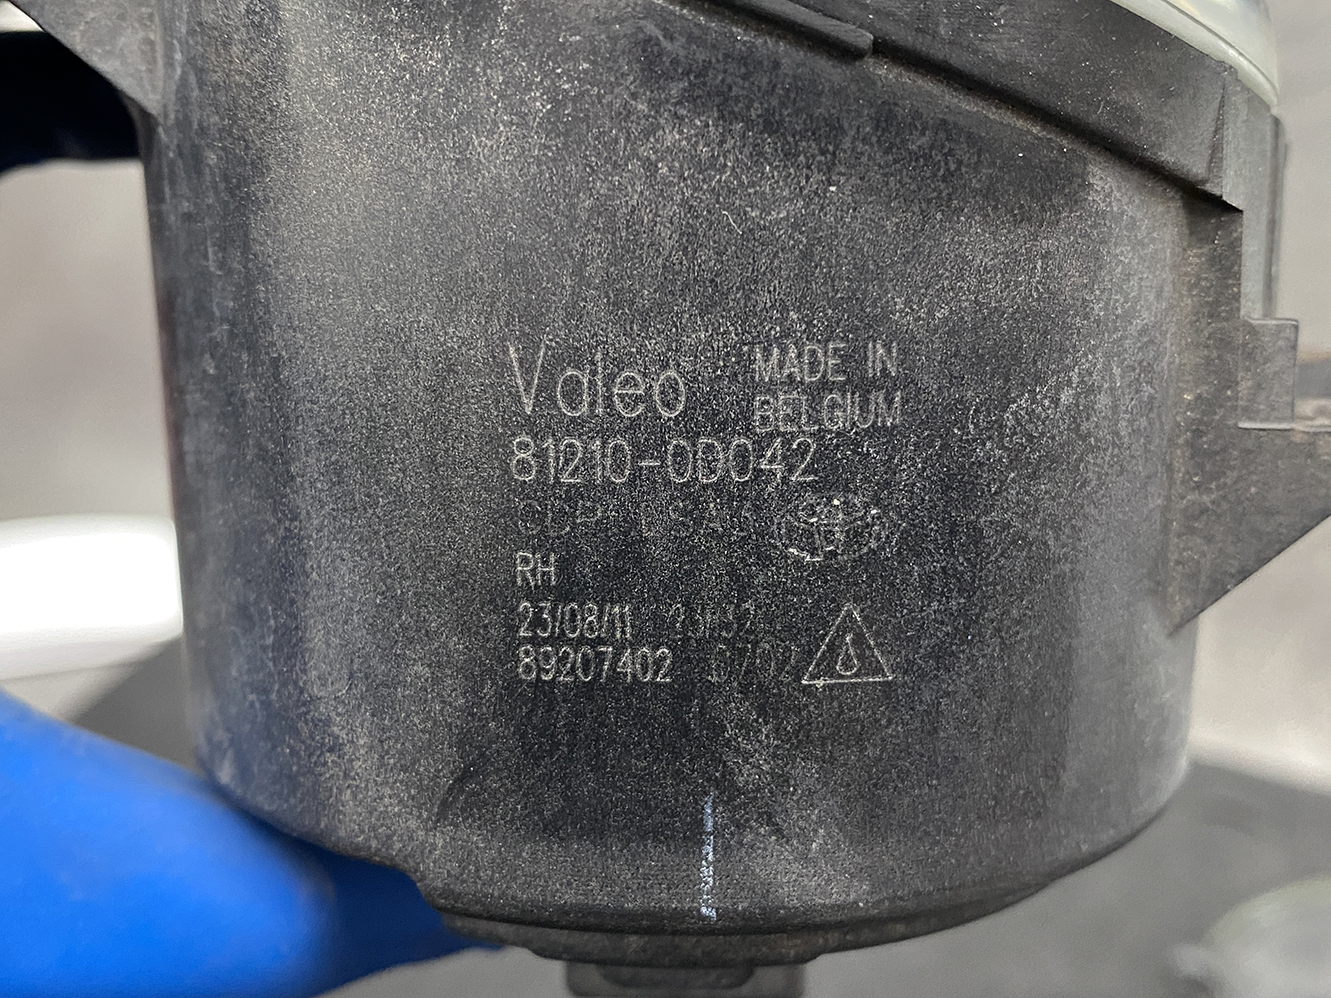 Valeo MADE IN
BELGIUM
81210-0D042
RH
23/08/11
89207402